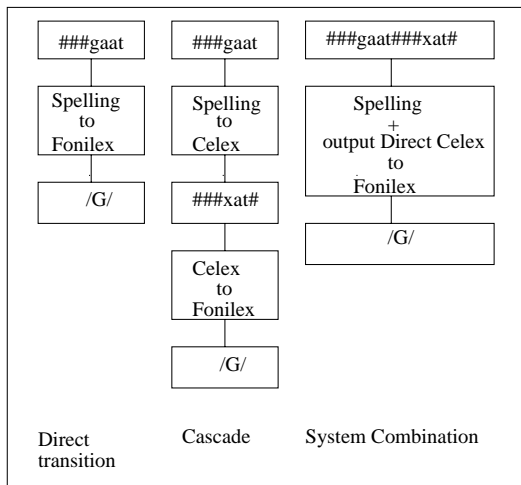 ###gaat
Spelling
to
Fonilex
/G/
Direct
transition
###gaat
Spelling
to
Celex
###xat#
Celex
to
Fonilex
/G/
Cascade
###gaat###xat#
Spelling
+
output Direct Celex
to
Fonilex
/G/
System Combination